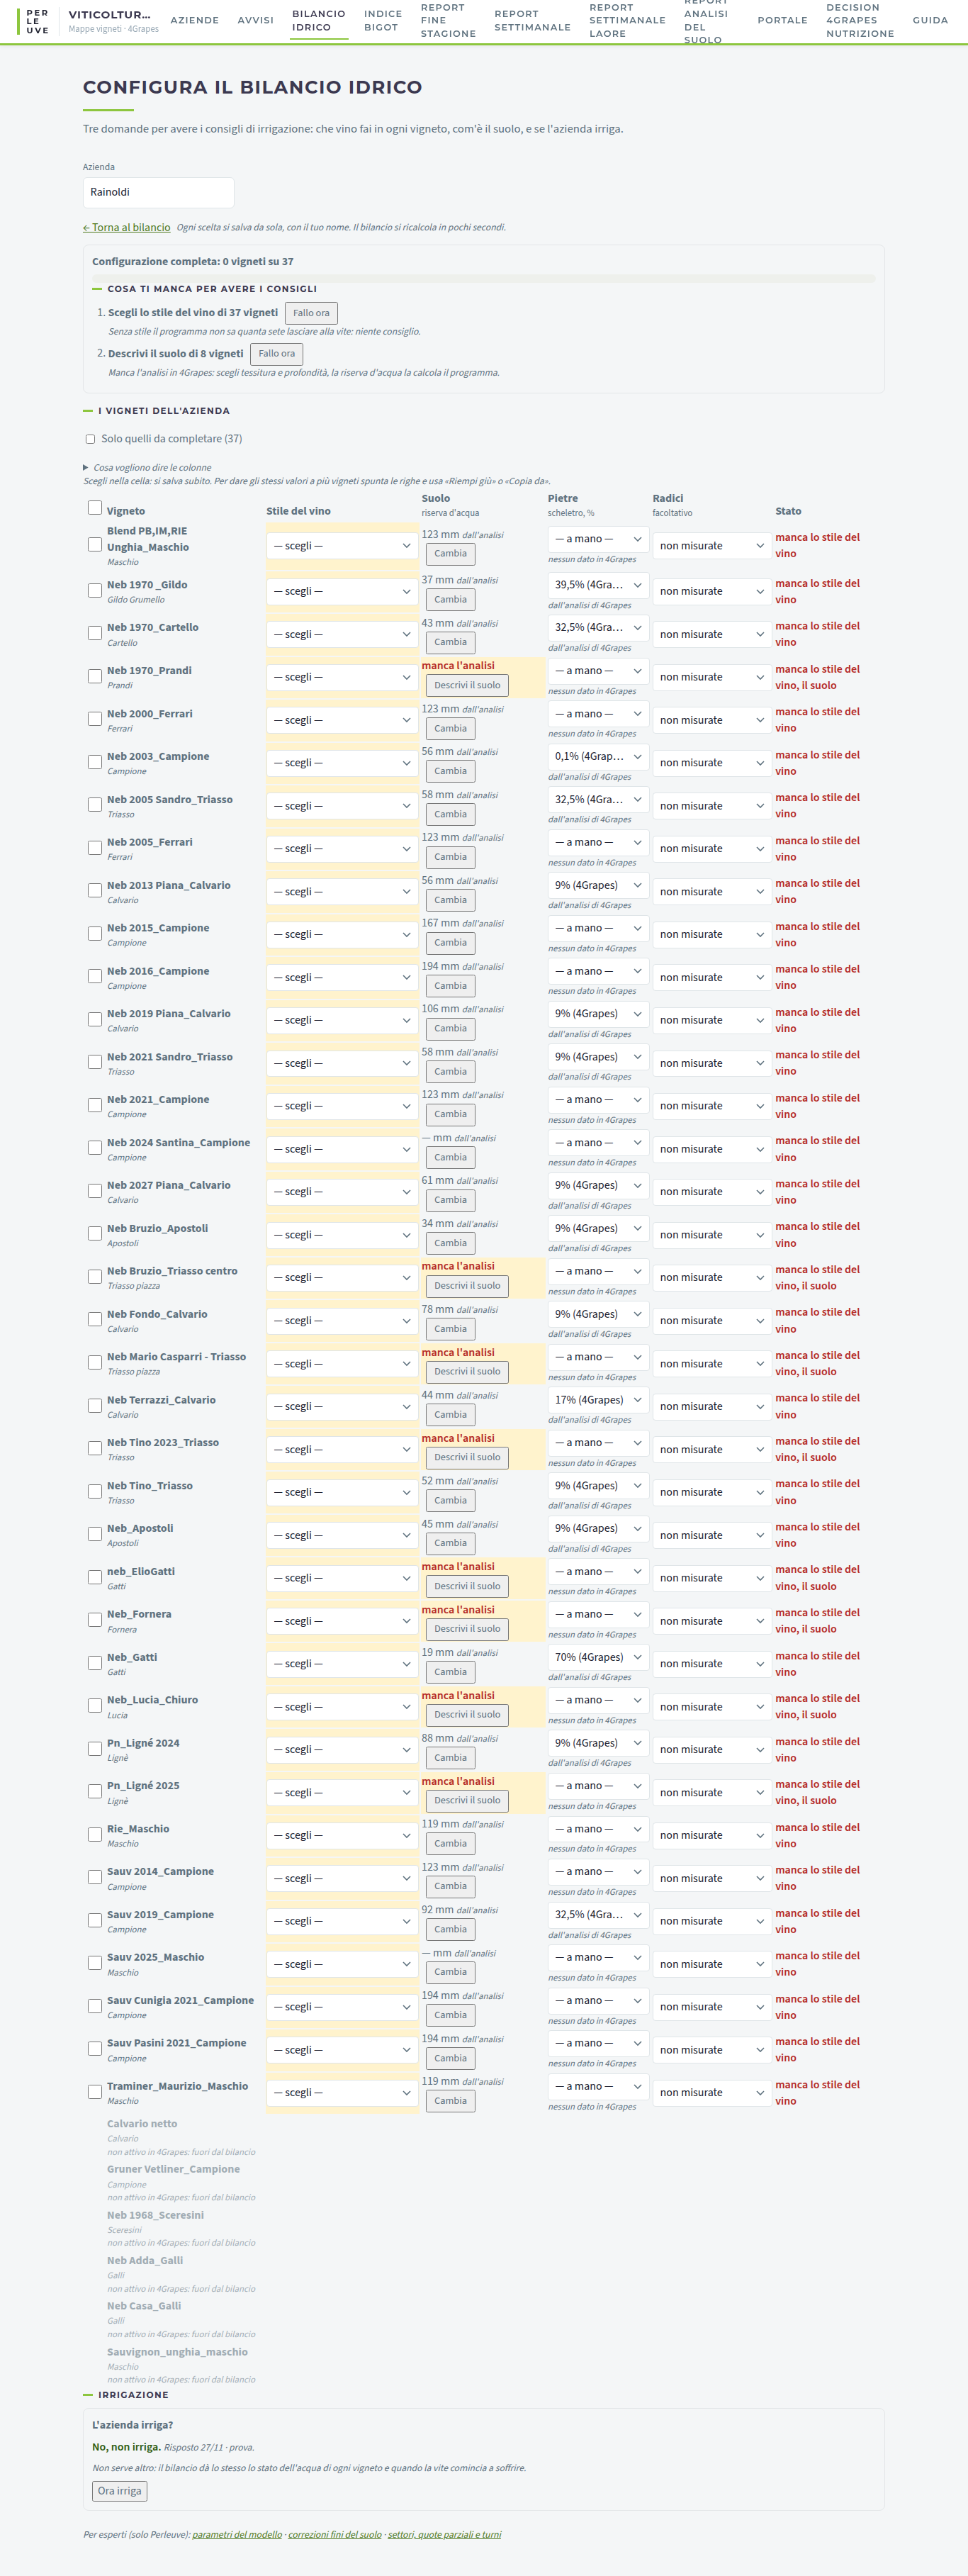 PER
LE
UVE
VITICOLTUR...
Mappe vigneti · 4Grapes
AZIENDE
AVVISI
BILANCIO
IDRICO
INDICE
BIGOT
REPORT
FINE
STAGIONE
REPORT
SETTIMANALE
REPORT
SETTIMANALE
LAORE
REPORT
ANALISI
DEL
SUOLO
PORTALE
DECISION
4GRAPES
NUTRIZIONE
GUIDA
CONFIGURA IL BILANCIO IDRICO
Tre domande per avere i consigli di irrigazione: che vino fai in ogni vigneto, com'è il suolo, e se l'azienda irriga.
Azienda
Rainoldi
← Torna al bilancio Ogni scelta si salva da sola, con il tuo nome. Il bilancio si ricalcola in pochi secondi.
Configurazione completa: 0 vigneti su 37
COSA TI MANCA PER AVERE I CONSIGLI
1. Scegli lo stile del vino di 37 vigneti Fallo ora
Senza stile il programma non sa quanta sete lasciare alla vite: niente consiglio.
2. Descrivi il suolo di 8 vigneti Fallo ora
Manca l'analisi in 4Grapes: scegli tessitura e profondità, la riserva d'acqua la calcola il programma.
I VIGNETI DELL'AZIENDA
Solo quelli da completare (37)
▶ Cosa vogliono dire le colonne
Scegli nella cella: si salva subito. Per dare gli stessi valori a più vigneti spunta le righe e usa «Riempi giù» o «Copia da».
Vigneto Stile del vino Suolo riserva d'acqua Pietre scheletro, % Radici facoltativo Stato
Blend PB,IM,RIE Unghia_Maschio Maschio — scegli — 123 mm dall'analisi Cambia — a mano — nessun dato in 4Grapes non misurate manca lo stile del vino
Neb 1970 _Gildo Gildo Grumello — scegli — 37 mm dall'analisi Cambia 39,5% (4Gra... dall'analisi di 4Grapes non misurate manca lo stile del vino
Neb 1970_Cartello Cartello — scegli — 43 mm dall'analisi Cambia 32,5% (4Gra... dall'analisi di 4Grapes non misurate manca lo stile del vino
Neb 1970_Prandi Prandi — scegli — manca l'analisi Descrivi il suolo — a mano — nessun dato in 4Grapes non misurate manca lo stile del vino, il suolo
Neb 2000_Ferrari Ferrari — scegli — 123 mm dall'analisi Cambia — a mano — nessun dato in 4Grapes non misurate manca lo stile del vino
Neb 2003_Campione Campione — scegli — 56 mm dall'analisi Cambia 0,1% (4Grap... dall'analisi di 4Grapes non misurate manca lo stile del vino
Neb 2005 Sandro_Triasso Triasso — scegli — 58 mm dall'analisi Cambia 32,5% (4Gra... dall'analisi di 4Grapes non misurate manca lo stile del vino
Neb 2005_Ferrari Ferrari — scegli — 123 mm dall'analisi Cambia — a mano — nessun dato in 4Grapes non misurate manca lo stile del vino
Neb 2013 Piana_Calvario Calvario — scegli — 56 mm dall'analisi Cambia 9% (4Grapes) dall'analisi di 4Grapes non misurate manca lo stile del vino
Neb 2015_Campione Campione — scegli — 167 mm dall'analisi Cambia — a mano — nessun dato in 4Grapes non misurate manca lo stile del vino
Neb 2016_Campione Campione — scegli — 194 mm dall'analisi Cambia — a mano — nessun dato in 4Grapes non misurate manca lo stile del vino
Neb 2019 Piana_Calvario Calvario — scegli — 106 mm dall'analisi Cambia 9% (4Grapes) dall'analisi di 4Grapes non misurate manca lo stile del vino
Neb 2021 Sandro_Triasso Triasso — scegli — 58 mm dall'analisi Cambia 9% (4Grapes) dall'analisi di 4Grapes non misurate manca lo stile del vino
Neb 2021_Campione Campione — scegli — 123 mm dall'analisi Cambia — a mano — nessun dato in 4Grapes non misurate manca lo stile del vino
Neb 2024 Santina_Campione Campione — scegli — — mm dall'analisi Cambia — a mano — nessun dato in 4Grapes non misurate manca lo stile del vino
Neb 2027 Piana_Calvario Calvario — scegli — 61 mm dall'analisi Cambia 9% (4Grapes) dall'analisi di 4Grapes non misurate manca lo stile del vino
Neb Bruzio_Apostoli Apostoli — scegli — 34 mm dall'analisi Cambia 9% (4Grapes) dall'analisi di 4Grapes non misurate manca lo stile del vino
Neb Bruzio_Triasso centro Triasso piazza — scegli — manca l'analisi Descrivi il suolo — a mano — nessun dato in 4Grapes non misurate manca lo stile del vino, il suolo
Neb Fondo_Calvario Calvario — scegli — 78 mm dall'analisi Cambia 9% (4Grapes) dall'analisi di 4Grapes non misurate manca lo stile del vino
Neb Mario Casparri - Triasso Triasso piazza — scegli — manca l'analisi Descrivi il suolo — a mano — nessun dato in 4Grapes non misurate manca lo stile del vino, il suolo
Neb Terrazzi_Calvario Calvario — scegli — 44 mm dall'analisi Cambia 17% (4Grapes) dall'analisi di 4Grapes non misurate manca lo stile del vino
Neb Tino 2023_Triasso Triasso — scegli — manca l'analisi Descrivi il suolo — a mano — nessun dato in 4Grapes non misurate manca lo stile del vino, il suolo
Neb Tino_Triasso Triasso — scegli — 52 mm dall'analisi Cambia 9% (4Grapes) dall'analisi di 4Grapes non misurate manca lo stile del vino
Neb_Apostoli Apostoli — scegli — 45 mm dall'analisi Cambia 9% (4Grapes) dall'analisi di 4Grapes non misurate manca lo stile del vino
neb_ElioGatti Gatti — scegli — manca l'analisi Descrivi il suolo — a mano — nessun dato in 4Grapes non misurate manca lo stile del vino, il suolo
Neb_Fornera Fornera — scegli — manca l'analisi Descrivi il suolo — a mano — nessun dato in 4Grapes non misurate manca lo stile del vino, il suolo
Neb_Gatti Gatti — scegli — 19 mm dall'analisi Cambia 70% (4Grapes) dall'analisi di 4Grapes non misurate manca lo stile del vino
Neb_Lucia_Chiuro Lucia — scegli — manca l'analisi Descrivi il suolo — a mano — nessun dato in 4Grapes non misurate manca lo stile del vino, il suolo
Pn_Ligné 2024 Lignè — scegli — 88 mm dall'analisi Cambia 9% (4Grapes) dall'analisi di 4Grapes non misurate manca lo stile del vino
Pn_Ligné 2025 Lignè — scegli — manca l'analisi Descrivi il suolo — a mano — nessun dato in 4Grapes non misurate manca lo stile del vino, il suolo
Rie_Maschio Maschio — scegli — 119 mm dall'analisi Cambia — a mano — nessun dato in 4Grapes non misurate manca lo stile del vino
Sauv 2014_Campione Campione — scegli — 123 mm dall'analisi Cambia — a mano — nessun dato in 4Grapes non misurate manca lo stile del vino
Sauv 2019_Campione Campione — scegli — 92 mm dall'analisi Cambia 32,5% (4Gra... dall'analisi di 4Grapes non misurate manca lo stile del vino
Sauv 2025_Maschio Maschio — scegli — — mm dall'analisi Cambia — a mano — nessun dato in 4Grapes non misurate manca lo stile del vino
Sauv Cunigia 2021_Campione Campione — scegli — 194 mm dall'analisi Cambia — a mano — nessun dato in 4Grapes non misurate manca lo stile del vino
Sauv Pasini 2021_Campione Campione — scegli — 194 mm dall'analisi Cambia — a mano — nessun dato in 4Grapes non misurate manca lo stile del vino
Traminer_Maurizio_Maschio Maschio — scegli — 119 mm dall'analisi Cambia — a mano — nessun dato in 4Grapes non misurate manca lo stile del vino
Calvario netto
Calvario
non attivo in 4Grapes: fuori dal bilancio
Gruner Vetliner_Campione
Campione
non attivo in 4Grapes: fuori dal bilancio
Neb 1968_Sceresini
Sceresini
non attivo in 4Grapes: fuori dal bilancio
Neb Adda_Galli
Galli
non attivo in 4Grapes: fuori dal bilancio
Neb Casa_Galli
Galli
non attivo in 4Grapes: fuori dal bilancio
Sauvignon_unghia_maschio
Maschio
non attivo in 4Grapes: fuori dal bilancio
IRRIGAZIONE
L'azienda irriga?
No, non irriga. Risposto 27/11 · prova.
Non serve altro: il bilancio dà lo stesso lo stato dell'acqua di ogni vigneto e quando la vite comincia a soffrire.
Ora irriga
Per esperti (solo Perleuve): parametri del modello · correzioni fini del suolo · settori, quote parziali e turni